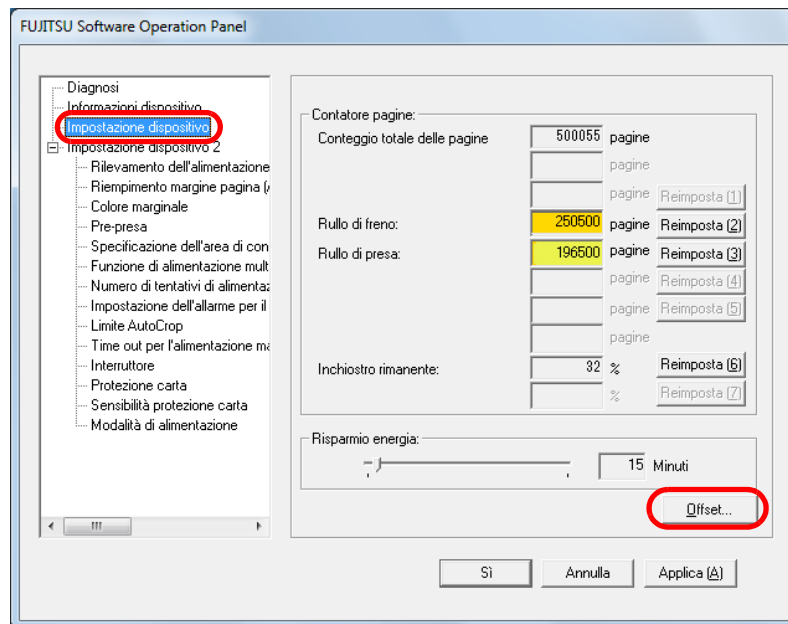 FUJITSU Software Operation Panel
Diagnosi
Informazioni dispositivo
Impostazione dispositivo
Impostazione dispositivo 2
Rilevamento dell'alimentazione
Riempimento margine pagina (
Colore marginale
Pre-presa
Specificazione dell'area di con
Funzione di alimentazione mult
Numero di tentativi di alimentaz
Impostazione dell'allarme per il
Limite AutoCrop
Time out per l'alimentazione ma
Interruttore
Protezione carta
Sensibilità protezione carta
Modalità di alimentazione
Contatore pagine:
Conteggio totale delle pagine 500055 pagine
pagine
pagine Reimposta (1)
Rullo di freno: 250500 pagine Reimposta (2)
Rullo di presa: 196500 pagine Reimposta (3)
pagine Reimposta (4)
pagine Reimposta (5)
pagine
Inchiostro rimanente: 32 % Reimposta (6)
% Reimposta (7)
Risparmio energia:
15 Minuti
Offset...
Sì Annulla Applica (A)